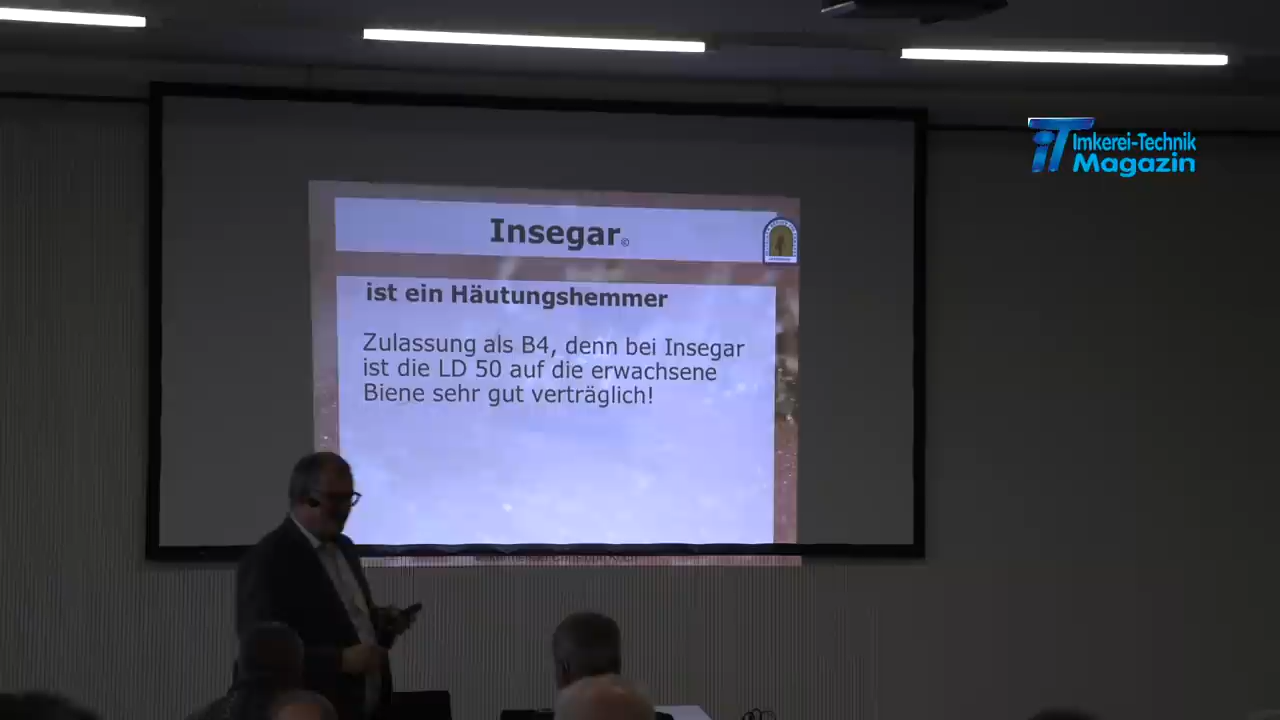 Imkerei-Technik
Magazin
Insegar©
ist ein Häutungshemmer
Zulassung als B4, denn bei Insegar
ist die LD 50 auf die erwachsene
Biene sehr gut verträglich!